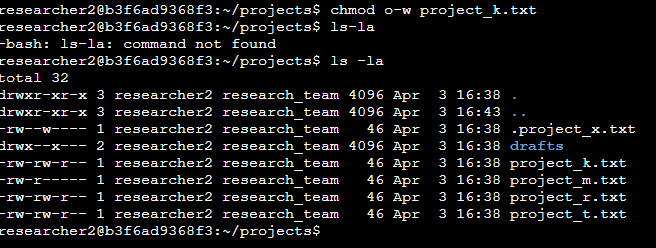 researcher2@b3f6ad9368f3:~/projects$ chmod o-w project_k.txt
researcher2@b3f6ad9368f3:~/projects$ ls-la
-bash: ls-la: command not found
researcher2@b3f6ad9368f3:~/projects$ ls -la
total 32
drwxr-xr-x 3 researcher2 research_team 4096 Apr  3 16:38 .
drwxr-xr-x 3 researcher2 research_team 4096 Apr  3 16:43 ..
-rw--w---- 1 researcher2 research_team   46 Apr  3 16:38 .project_x.txt
drwx--x--- 2 researcher2 research_team 4096 Apr  3 16:38 drafts
-rw-rw-r-- 1 researcher2 research_team   46 Apr  3 16:38 project_k.txt
-rw-r----- 1 researcher2 research_team   46 Apr  3 16:38 project_m.txt
-rw-rw-r-- 1 researcher2 research_team   46 Apr  3 16:38 project_r.txt
-rw-rw-r-- 1 researcher2 research_team   46 Apr  3 16:38 project_t.txt
researcher2@b3f6ad9368f3:~/projects$